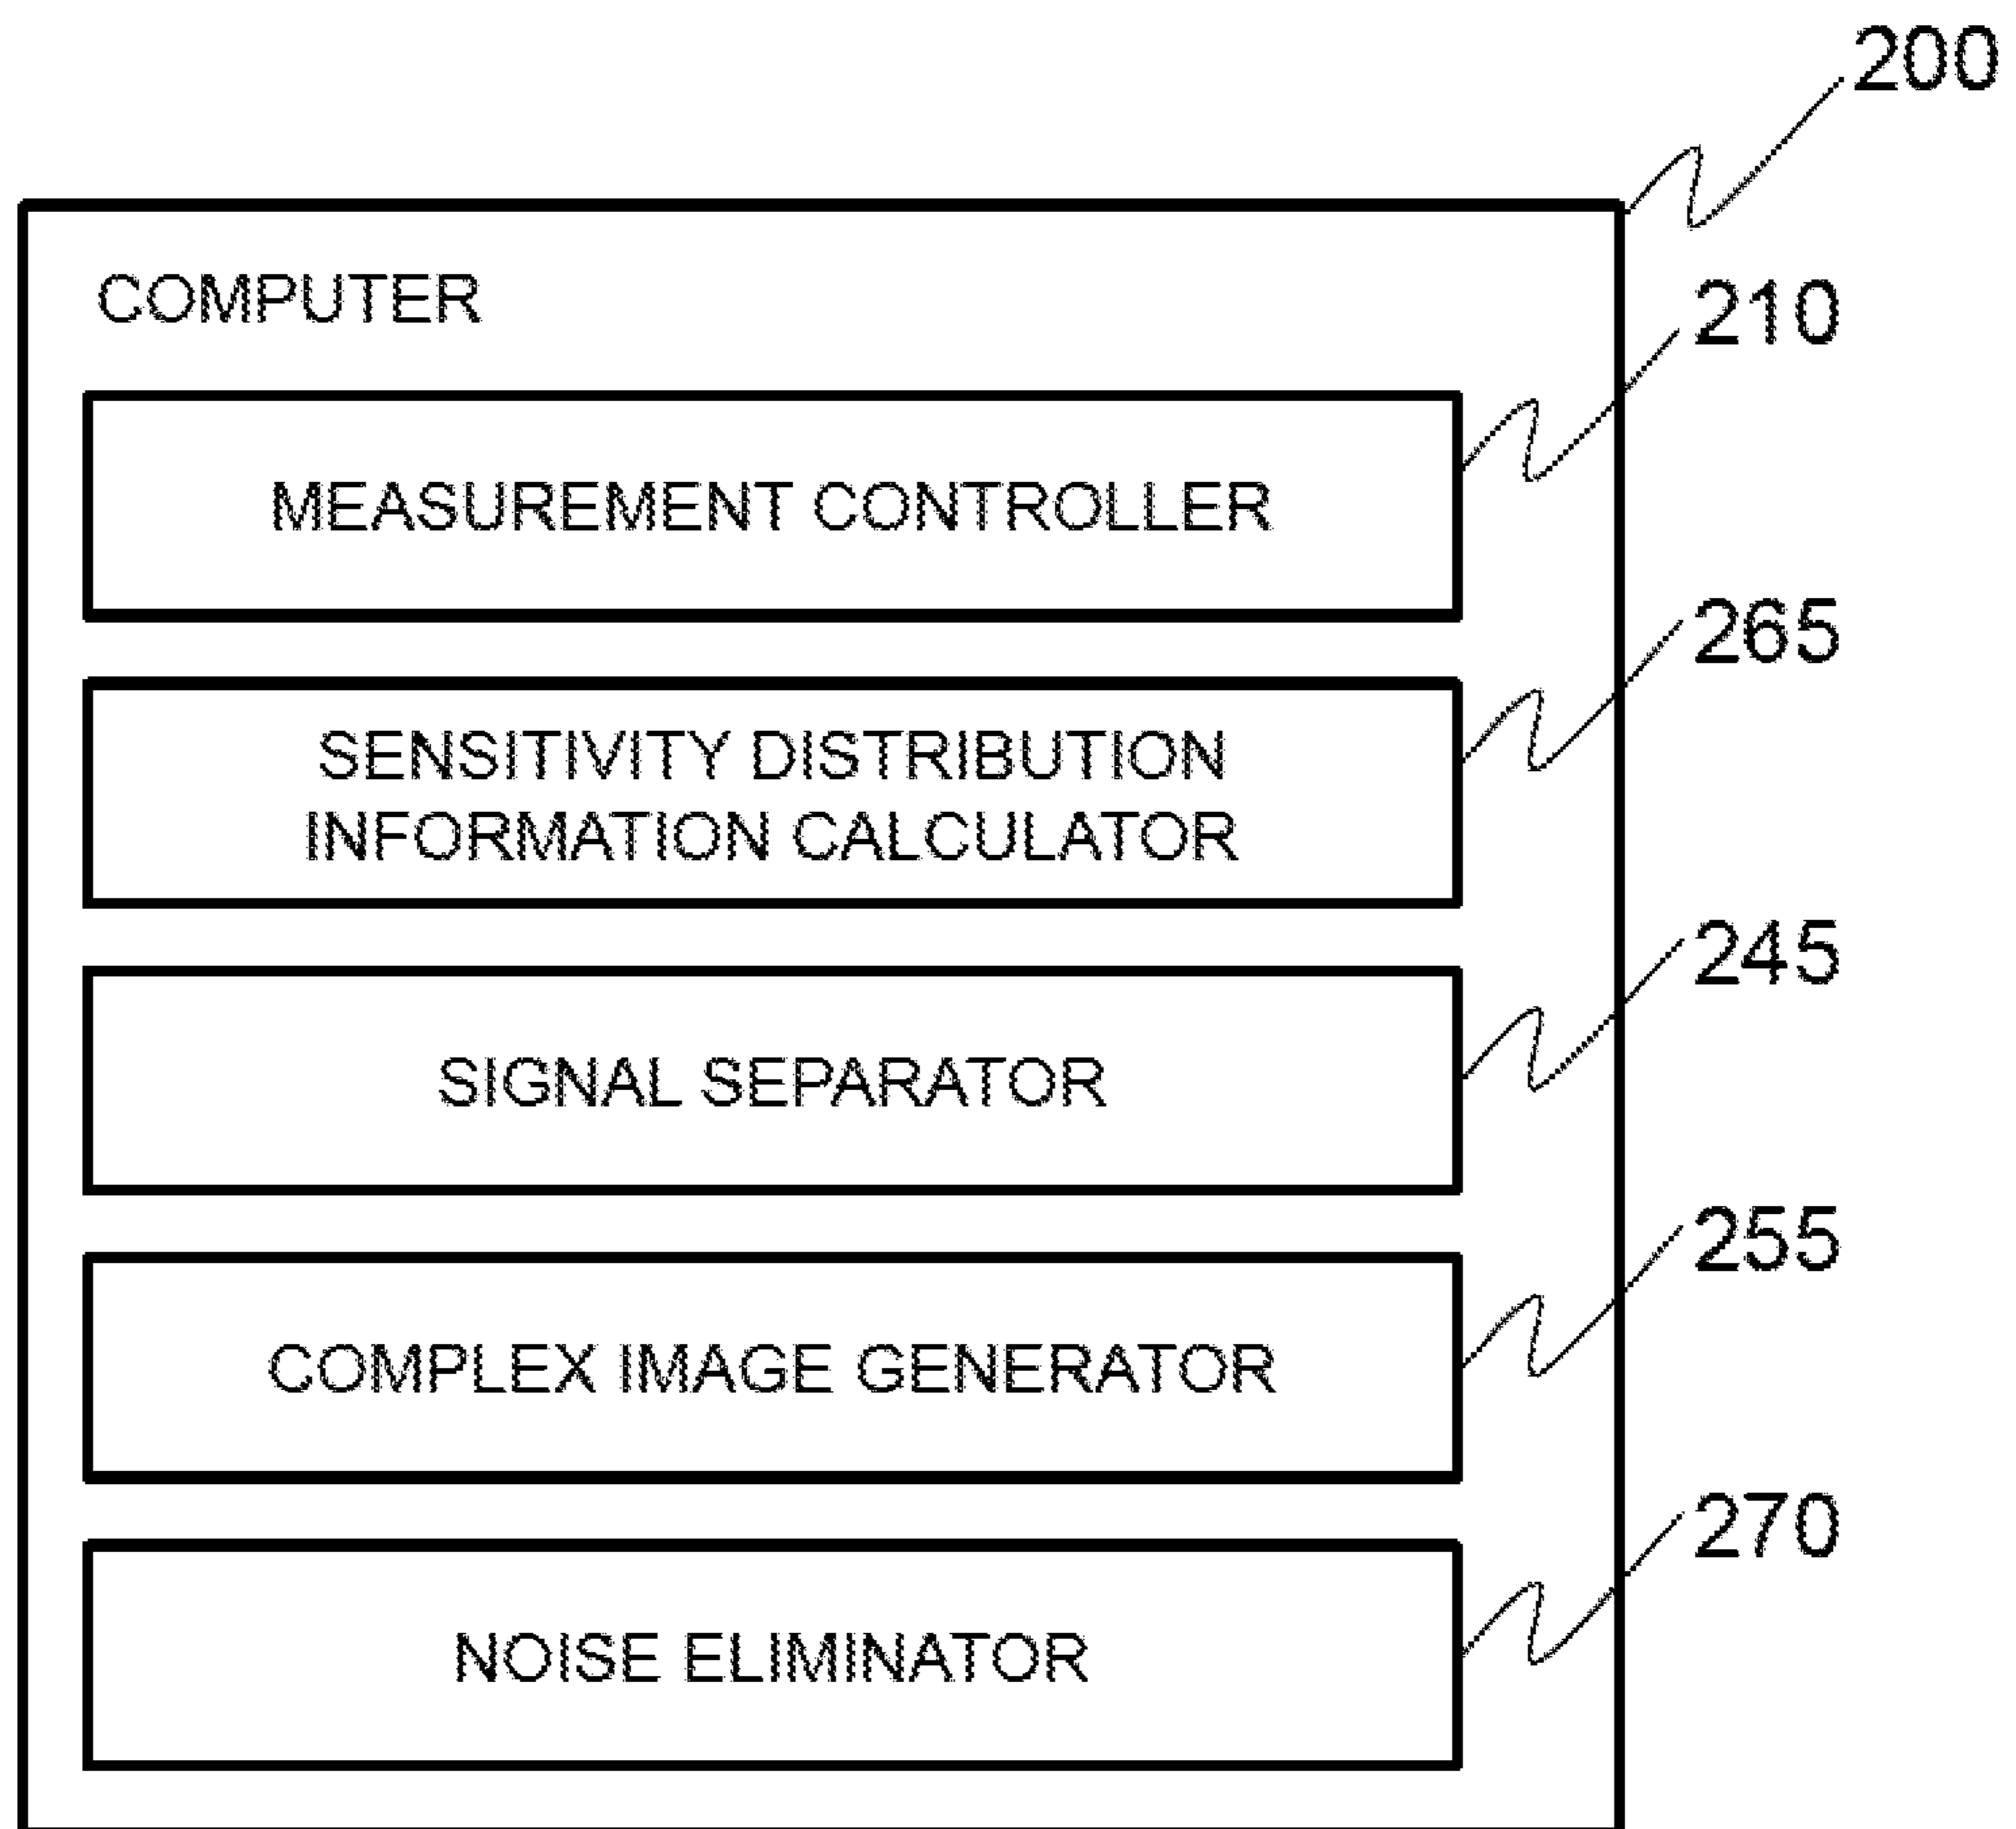 200
COMPUTER
210
MEASUREMENT CONTROLLER
265
SENSITIVITY DISTRIBUTION
INFORMATION CALCULATOR
245
SIGNAL SEPARATOR
255
COMPLEX IMAGE GENERATOR
270
NOISE ELIMINATOR